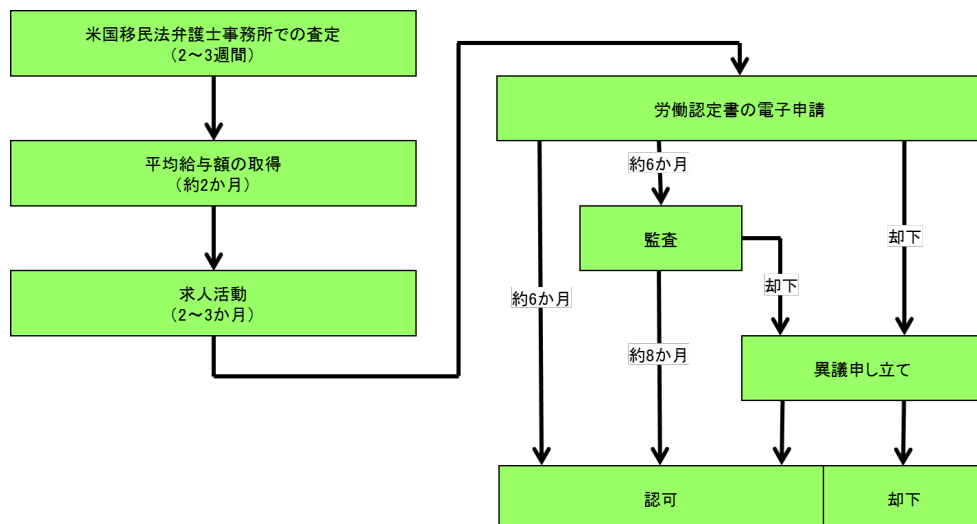 米国移民法弁護士事務所での査定
(2～3週間)
平均給与額の取得
(約2か月)
求人活動
(2～3か月)
労働認定書の電子申請
約6か月
監査
却下
却下
約6か月
約8か月
異議申し立て
認可
却下